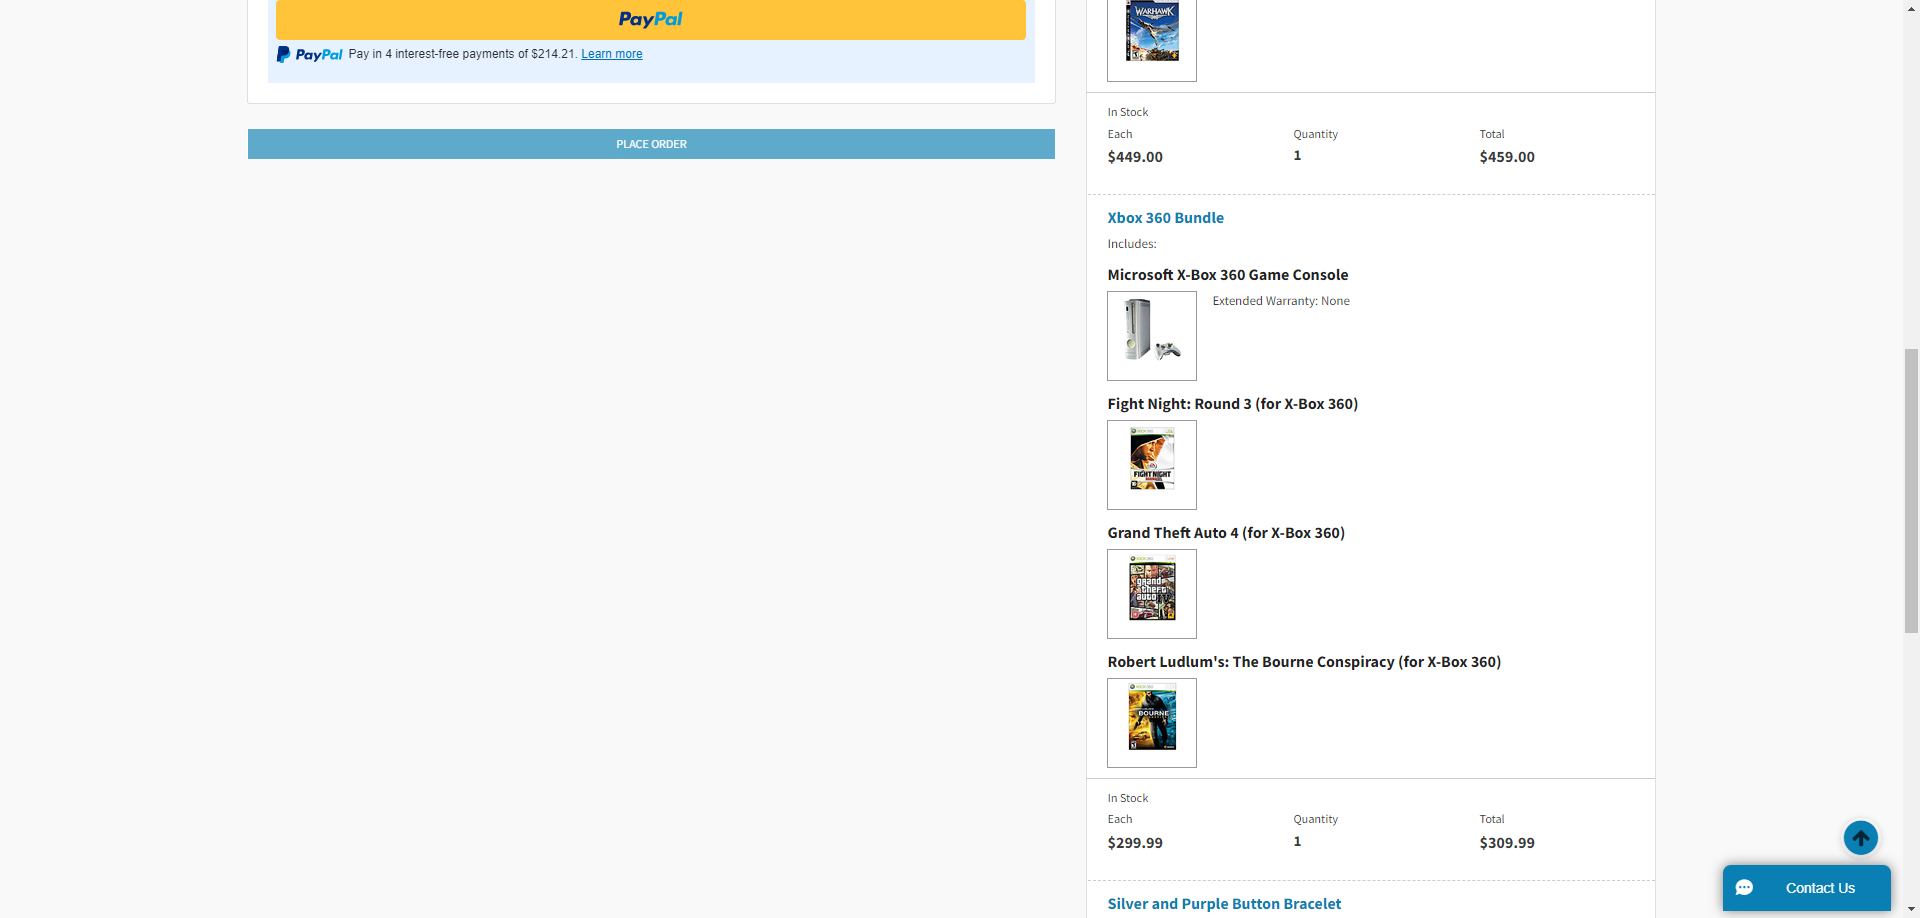 PayPal
PayPal Pay in 4 interest-free payments of $214.21. Learn more
PLACE ORDER
WARHAWK
In Stock
Each Quantity Total
$449.00 1 $459.00
Xbox 360 Bundle
Includes:
Microsoft X-Box 360 Game Console
Extended Warranty: None
Fight Night: Round 3 (for X-Box 360)
FIGHT NIGHT
Grand Theft Auto 4 (for X-Box 360)
grand
theft
auto
Robert Ludlum's: The Bourne Conspiracy (for X-Box 360)
BOURNE
In Stock
Each Quantity Total
$299.99 1 $309.99
Silver and Purple Button Bracelet
Contact Us